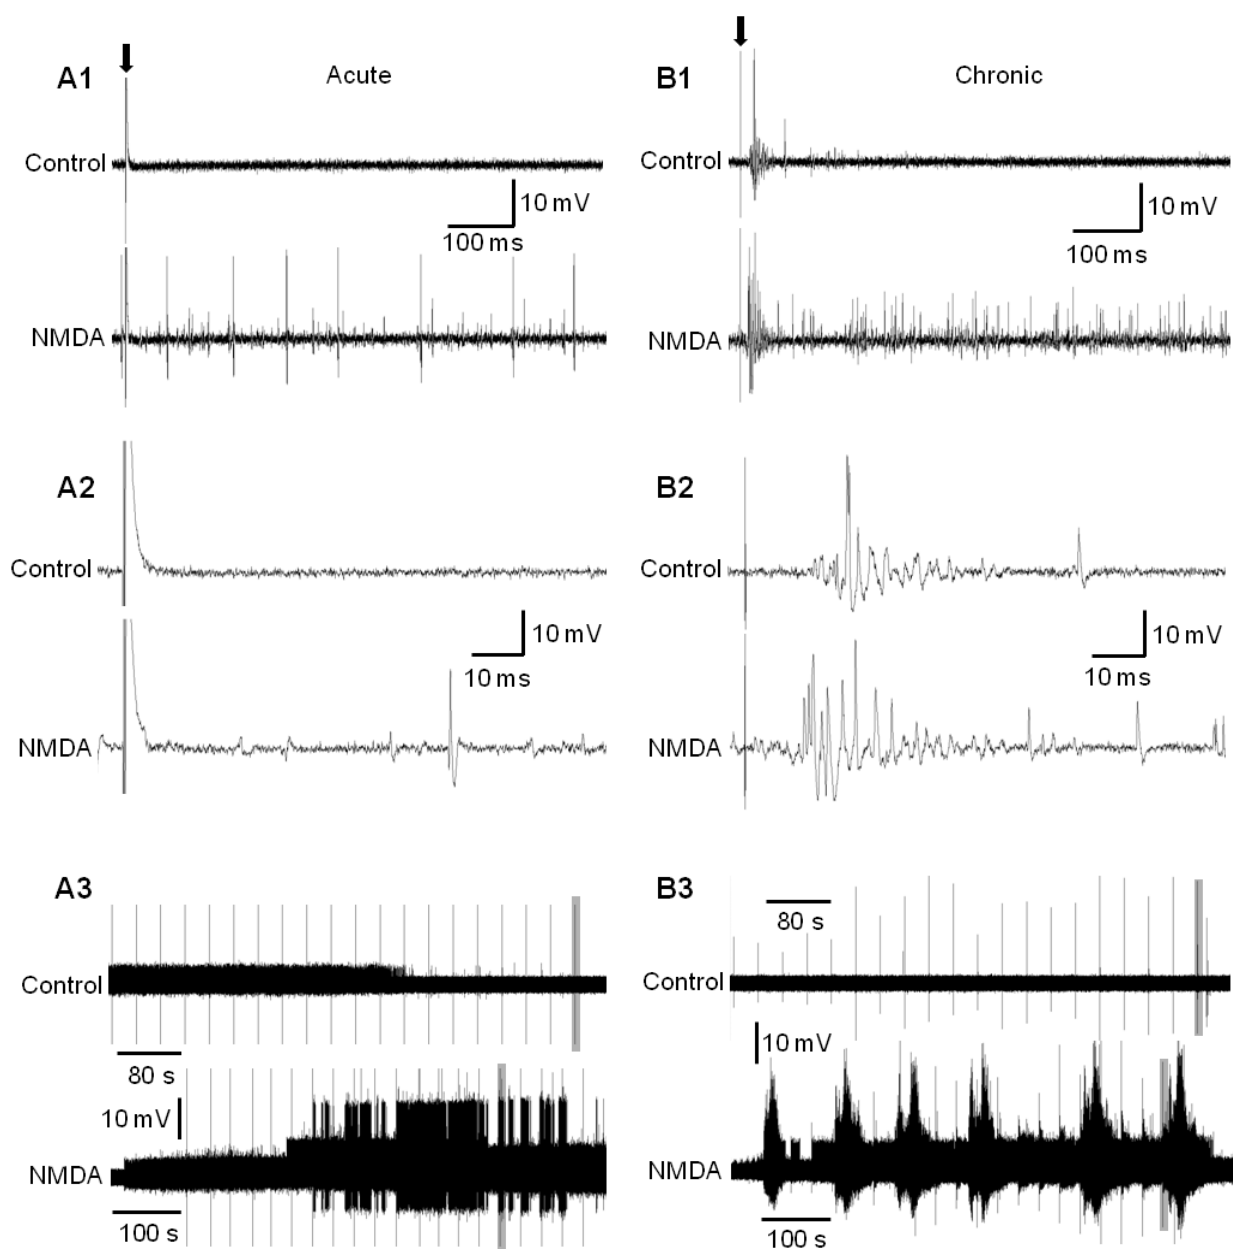 A1 Acute
Control
10 mV
100 ms
NMDA
B1 Chronic
Control
10 mV
100 ms
NMDA
A2
Control
10 mV
10 ms
NMDA
B2
Control
10 mV
10 ms
NMDA
A3
Control
80 s
10 mV
NMDA
100 s
B3
80 s
Control
10 mV
NMDA
100 s